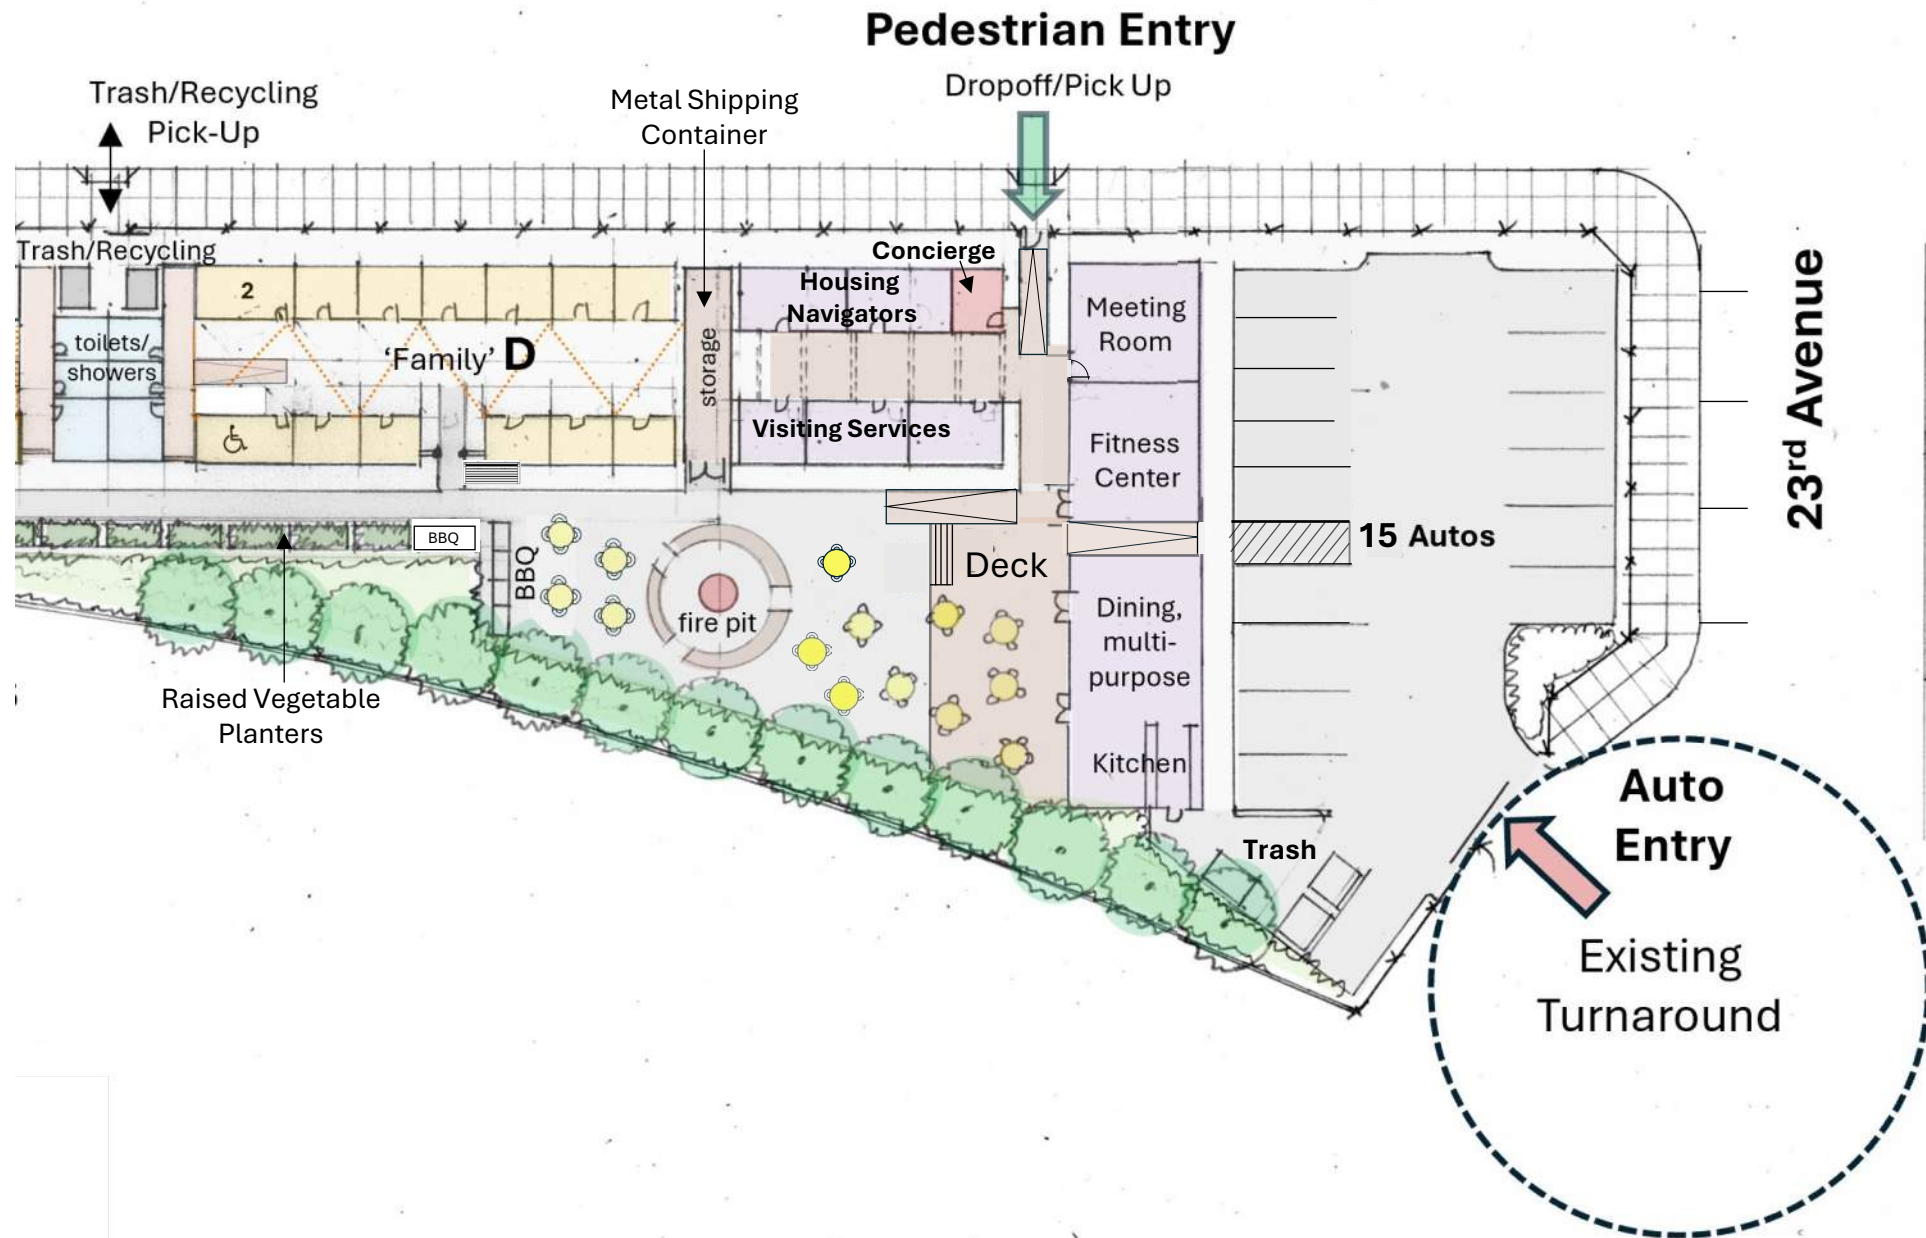 Pedestrian Entry
Dropoff/Pick Up
Trash/Recycling
Pick-Up
Metal Shipping
Container
Trash/Recycling
Concierge
2
Housing
Navigators
Meeting
Room
toilets/
showers
'Family' D
storage
23rd Avenue
Visiting Services
Fitness
Center
BBQ
BBQ
Deck
15 Autos
fire pit
Dining,
multi-
purpose
Raised Vegetable
Planters
Kitchen
Auto
Entry
Trash
Existing
Turnaround